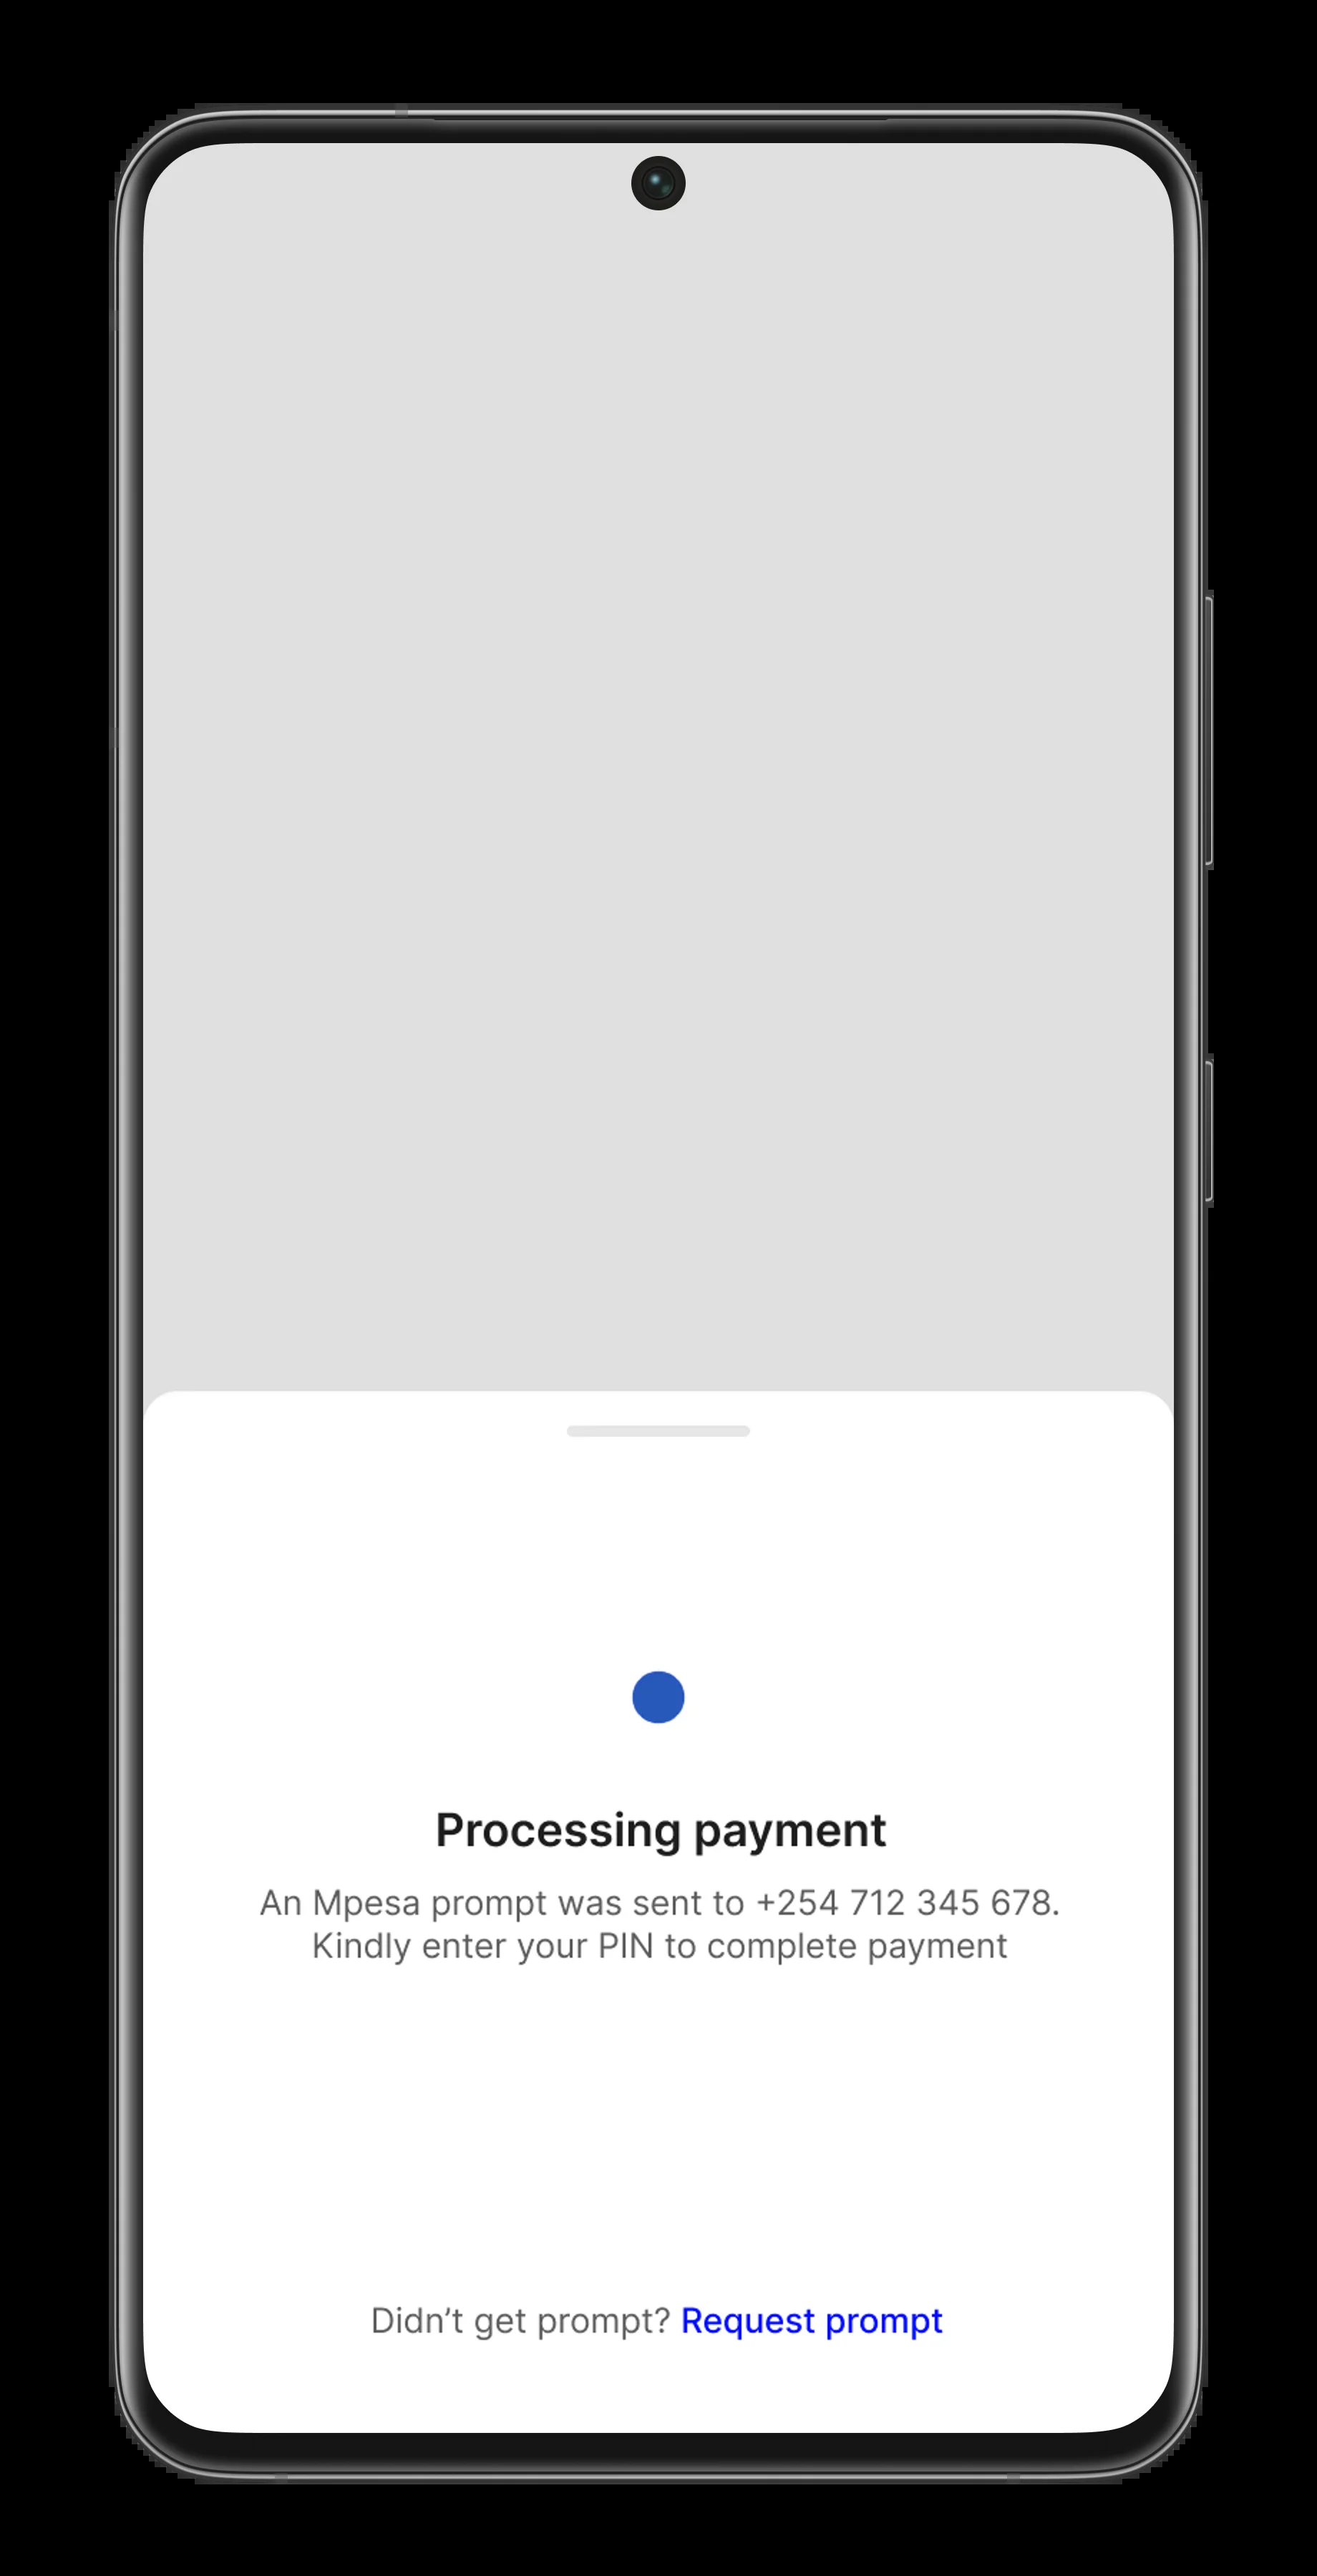 Processing payment
An Mpesa prompt was sent to +254 712 345 678.
Kindly enter your PIN to complete payment
Didn’t get prompt? Request prompt